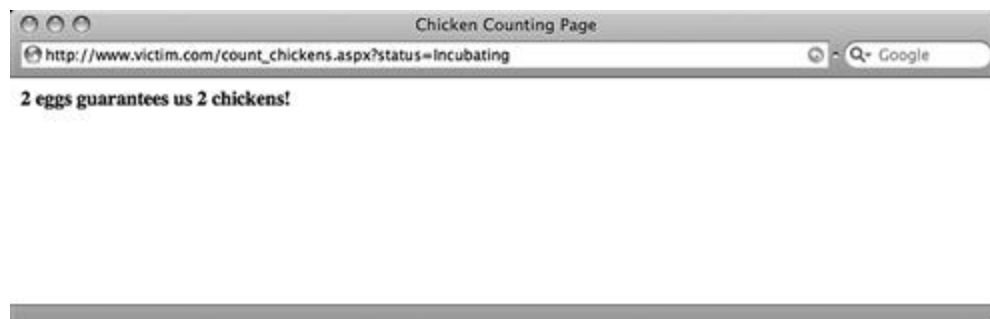 Chicken Counting Page
http://www.victim.com/count_chickens.aspx?status=Incubating
Google
2 eggs guarantees us 2 chickens!